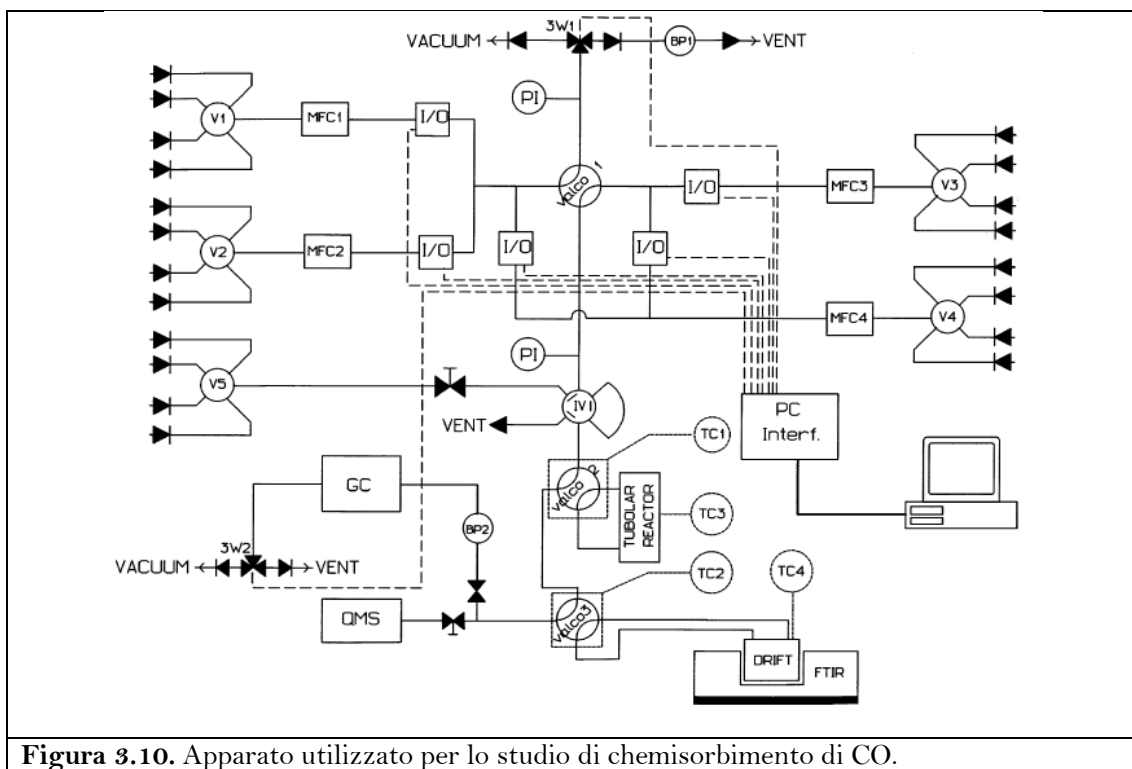 3W1
VACUUM
BP1
VENT
PI
V1
MFC1
I/O
valco 1
I/O
MFC3
V3
V2
MFC2
I/O
I/O
I/O
MFC4
V4
PI
V5
IV1
VENT
PC
Interf.
TC1
GC
valco 2
TUBOLAR
REACTOR
TC3
BP2
3W2
VACUUM
VENT
TC2
TC4
QMS
valco3
DRIFT
FTIR
Figura 3.10. Apparato utilizzato per lo studio di chemisorbimento di CO.